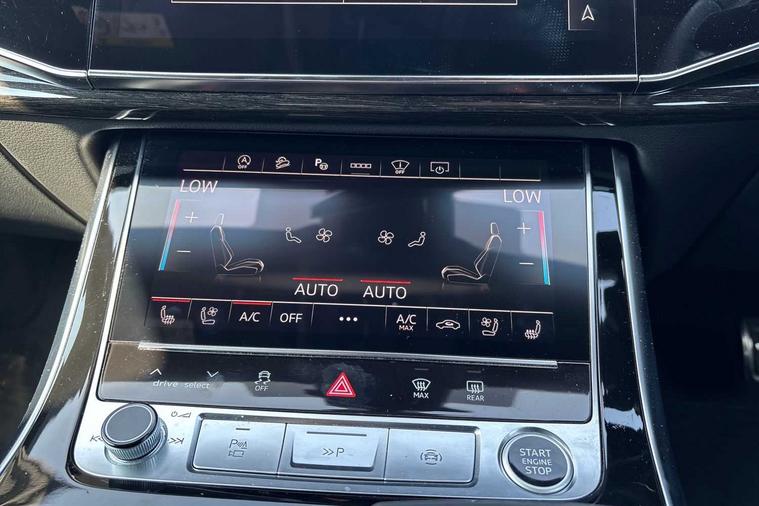 A
OFF
P
OFF
LOW
LOW
+
+
−
−
AUTO
AUTO
A/C
OFF
•••
A/C
MAX
drive select
OFF
MAX
REAR
P
>>P
START
ENGINE
STOP